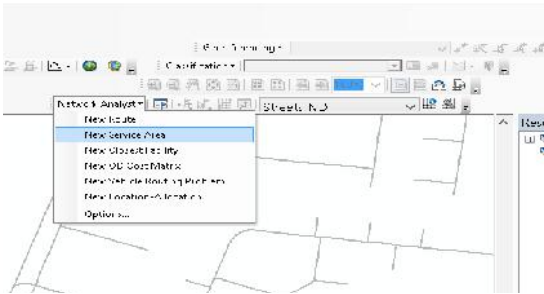 Classification
Network Analyst
Streets_ND
New Route
New Service Area
New Closest Facility
New OD Cost Matrix
New Vehicle Routing Problem
New Location-Allocation
Options...